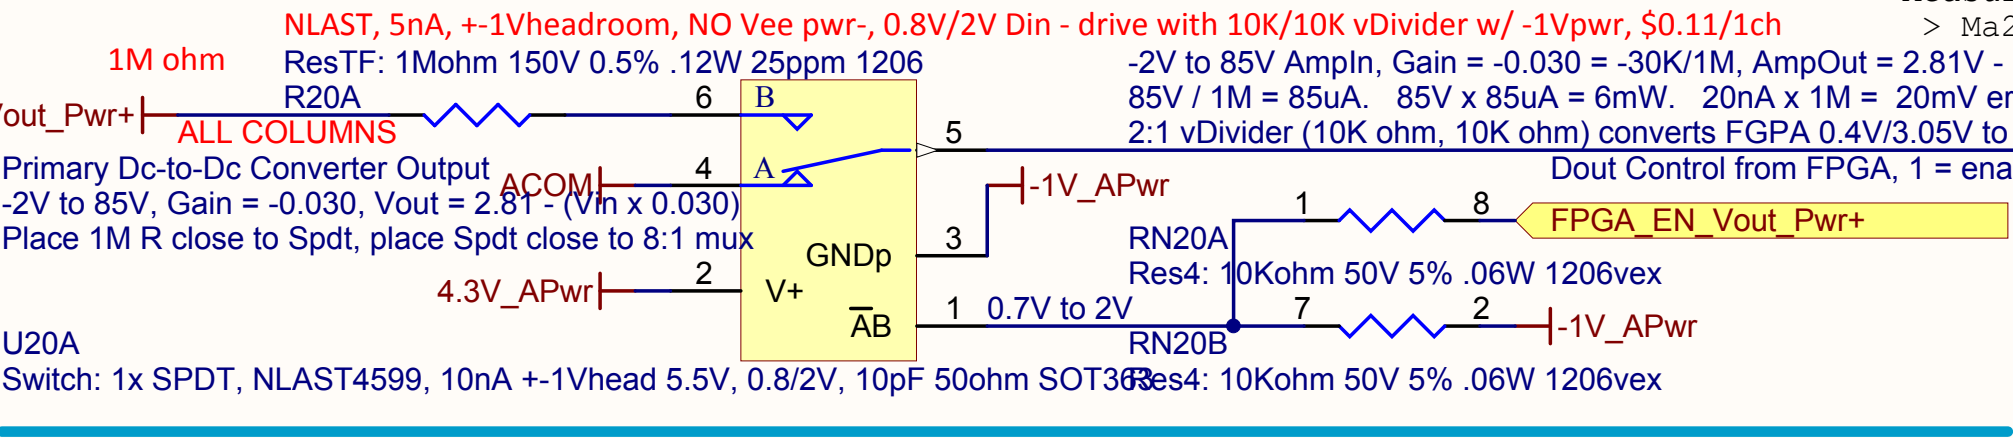 NLAST, 5nA, +-1Vheadroom, NO Vee pwr-, 0.8V/2V Din - drive with 10K/10K vDivider w/ -1Vpwr, $0.11/1ch
> Ma2
1M ohm
ResTF: 1Mohm 150V 0.5% .12W 25ppm 1206
-2V to 85V AmpIn, Gain = -0.030 = -30K/1M, AmpOut = 2.81V -
R20A
6
B
85V / 1M = 85uA. 85V x 85uA = 6mW. 20nA x 1M = 20mV er
out_Pwr+
ALL COLUMNS
5
2:1 vDivider (10K ohm, 10K ohm) converts FGPA 0.4V/3.05V to
Primary Dc-to-Dc Converter Output
ACOM
4
A
-1V_APwr
Dout Control from FPGA, 1 = ena
-2V to 85V, Gain = -0.030, Vout = 2.81 - (Vin x 0.030)
1
8
FPGA_EN_Vout_Pwr+
Place 1M R close to Spdt, place Spdt close to 8:1 mux
GNDp
3
RN20A
Res4: 10Kohm 50V 5% .06W 1206vex
4.3V_APwr
2
V+
AB
1
0.7V to 2V
7
2
-1V_APwr
U20A
RN20B
Switch: 1x SPDT, NLAST4599, 10nA +-1Vhead 5.5V, 0.8/2V, 10pF 50ohm SOT363
Res4: 10Kohm 50V 5% .06W 1206vex